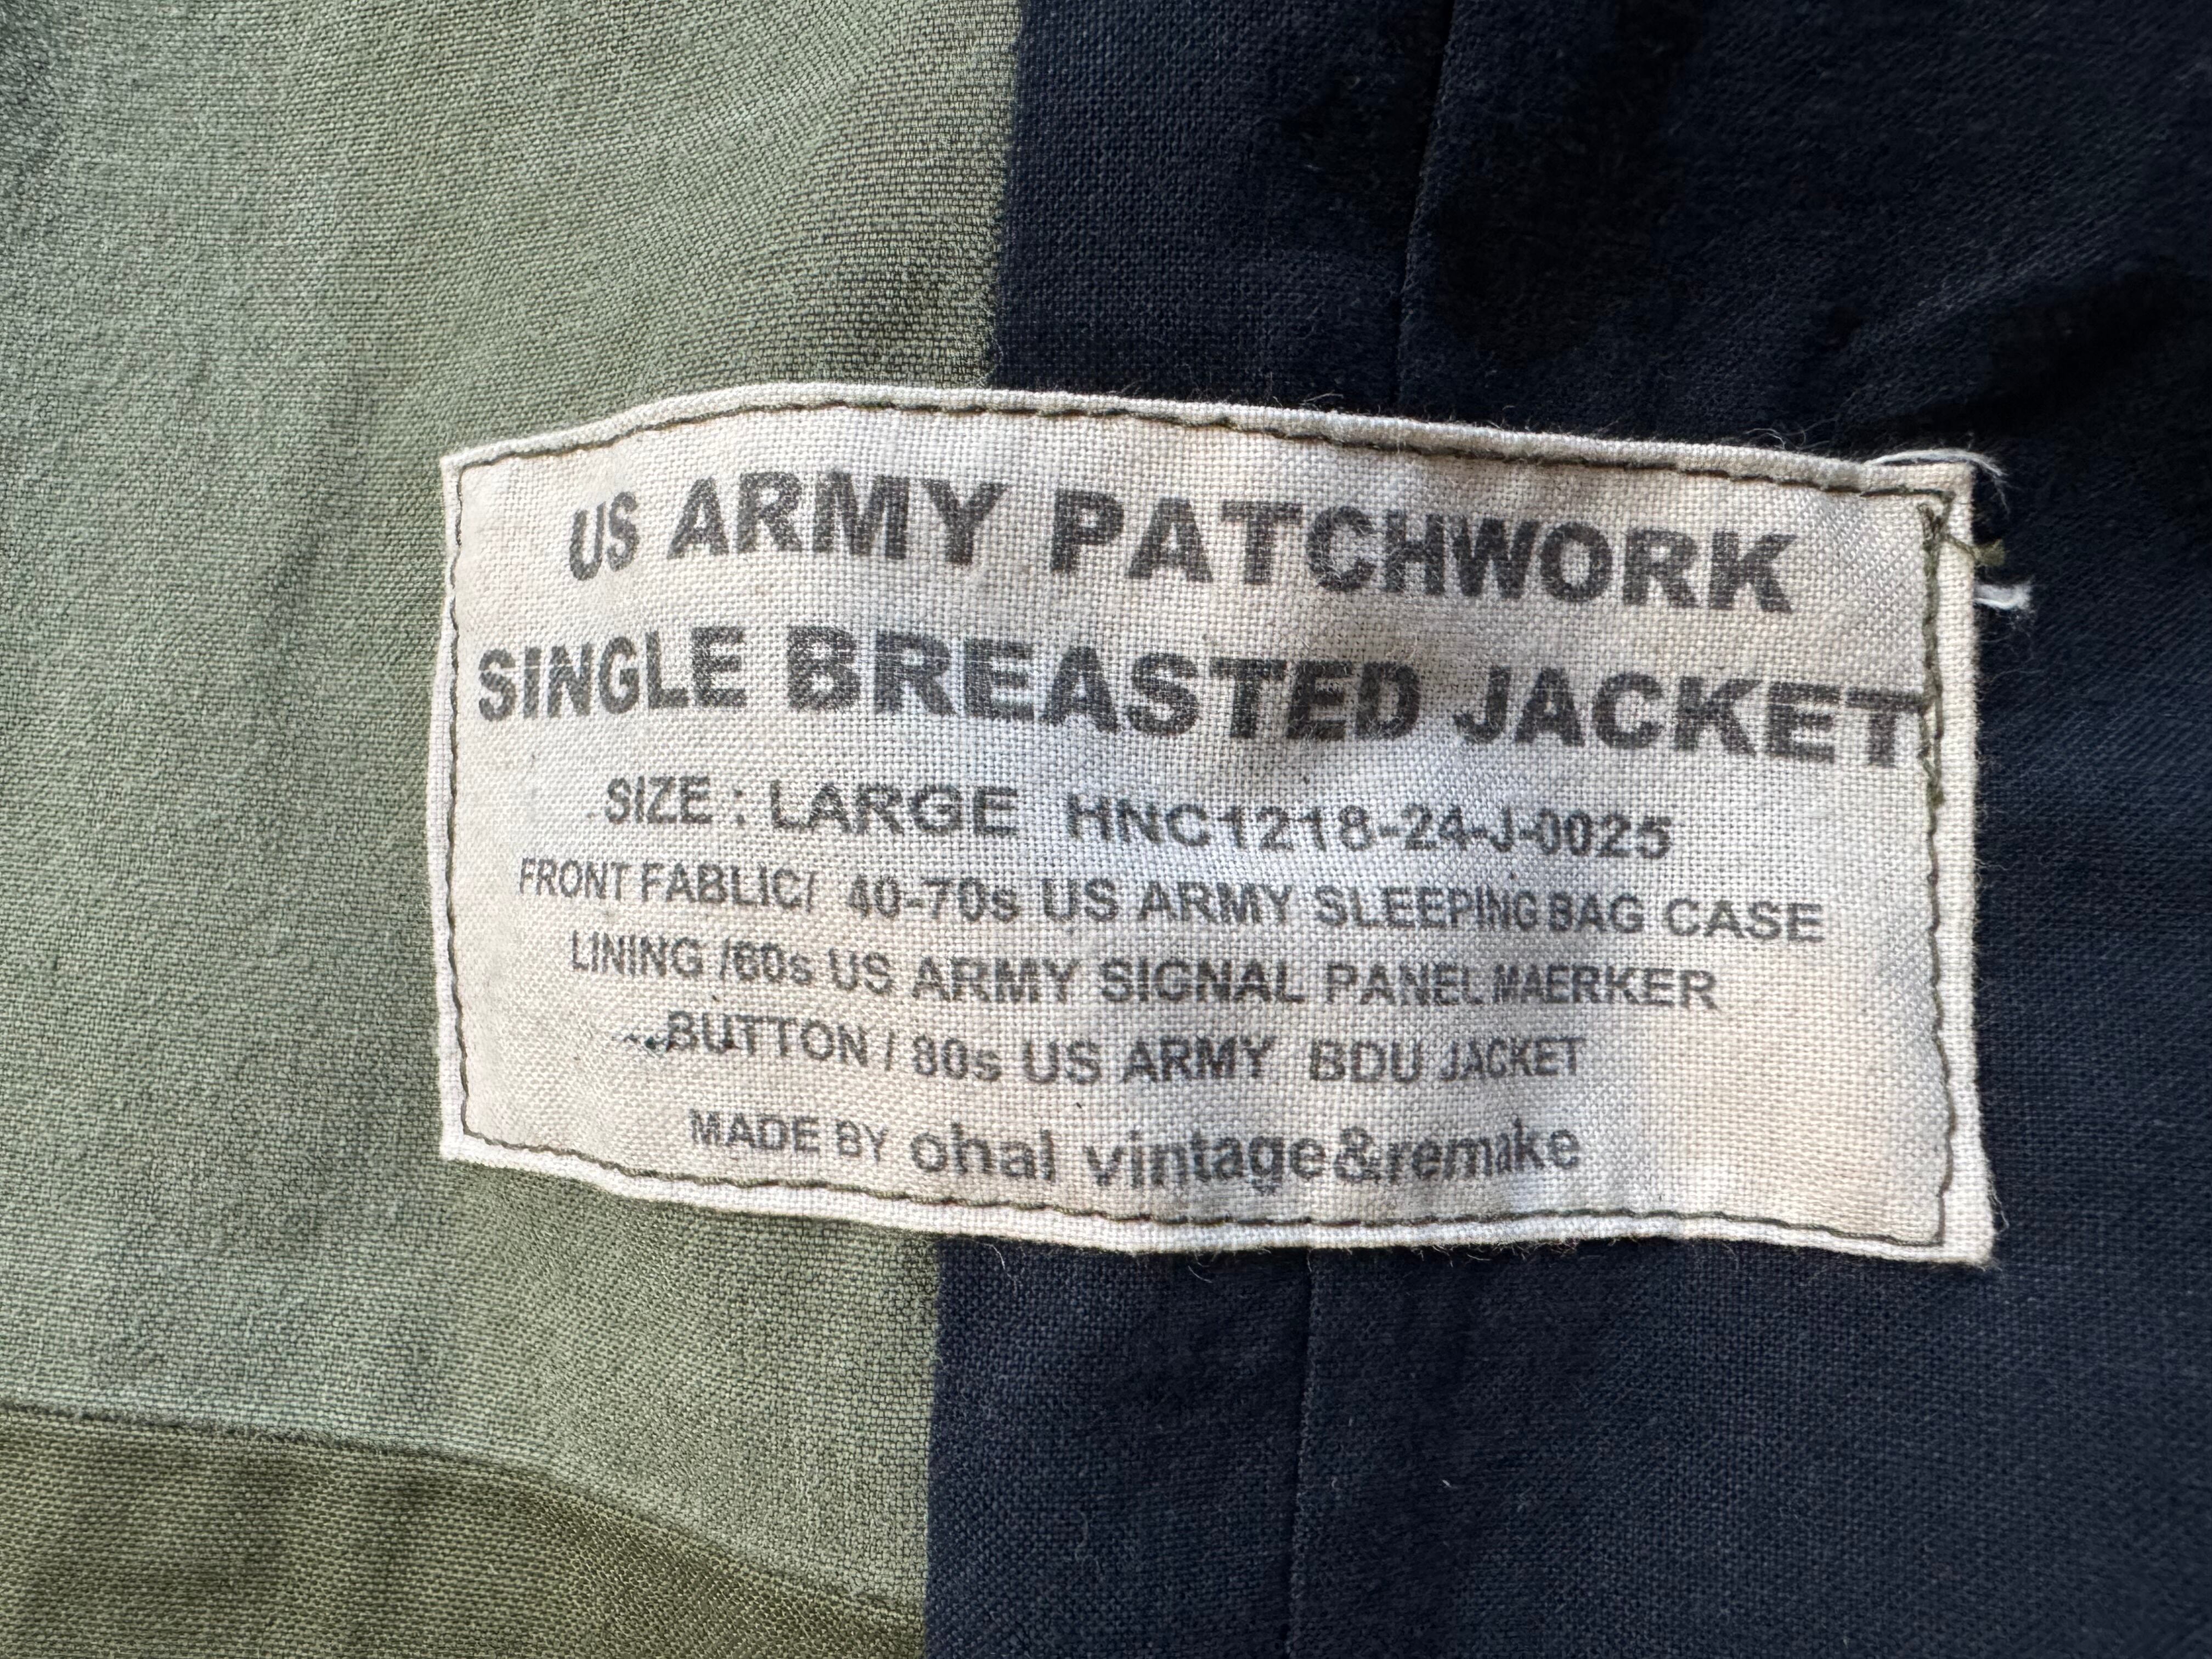 US ARMY PATCHWORK
SINGLE BREASTED JACKET
SIZE : LARGE HNC1218-24-J-0025
FRONT FABLIC/ 40-70s US ARMY SLEEPING BAG CASE
LINING /60s US ARMY SIGNAL PANEL MAERKER
BUTTON / 80s US ARMY BDU JACKET
MADE BY ohal vintage&remake